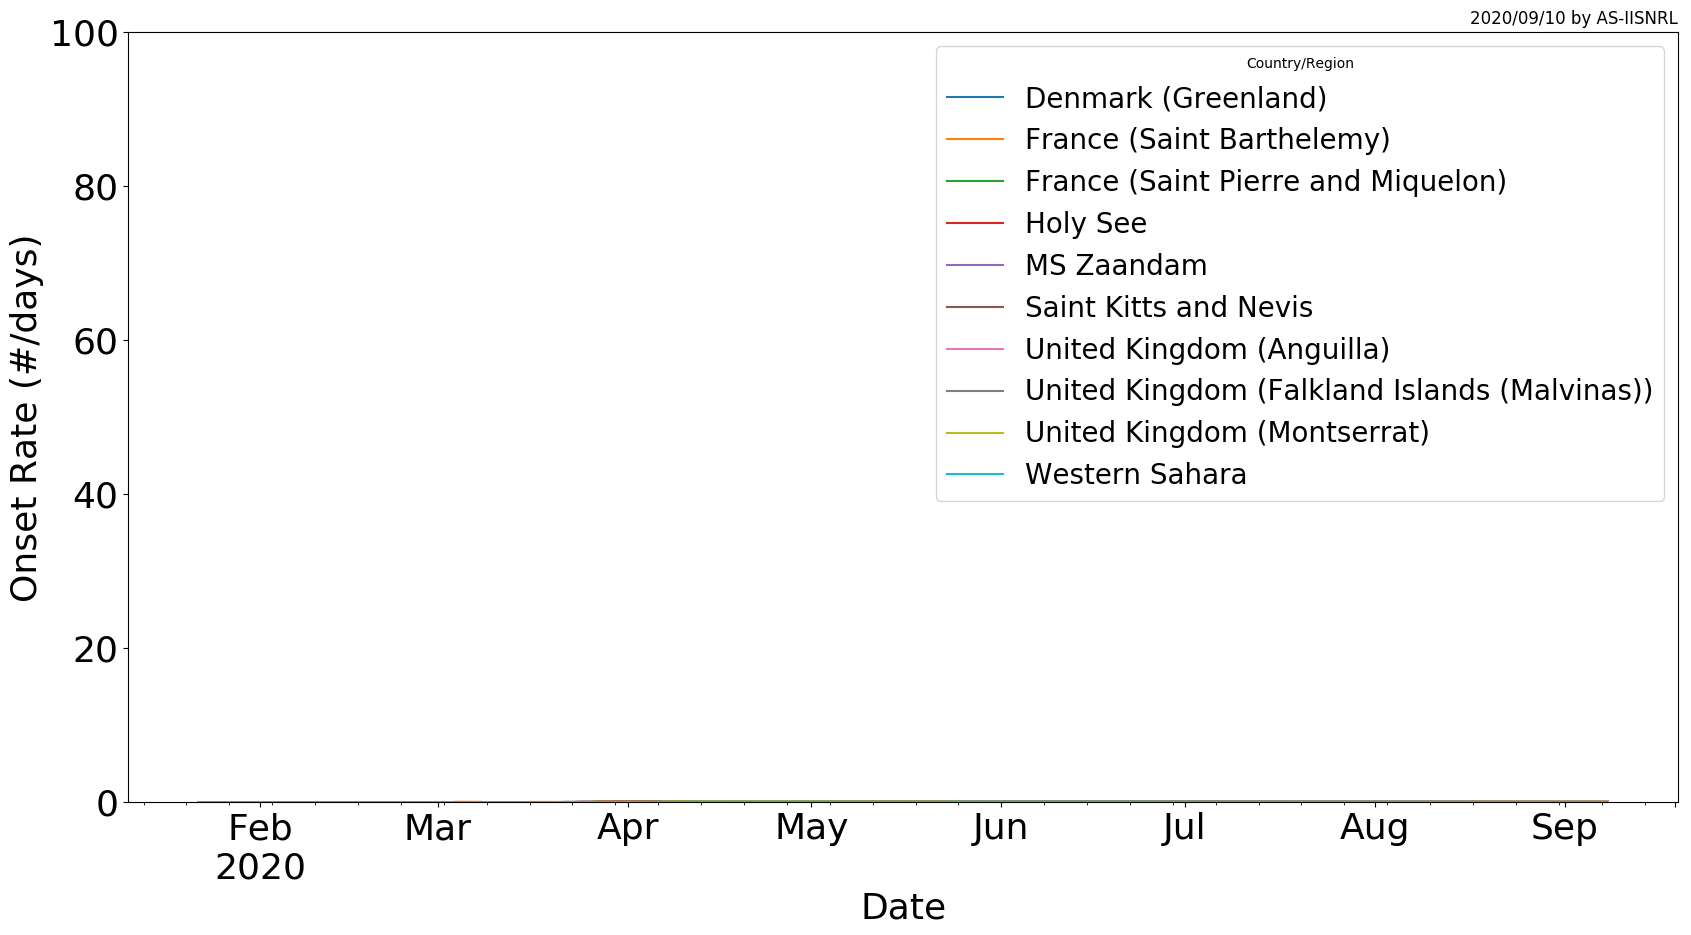 2020/09/10 by AS-IISNRL
100
80
60
40
20
0
Onset Rate (#/days)
Country/Region
Denmark (Greenland)
France (Saint Barthelemy)
France (Saint Pierre and Miquelon)
Holy See
MS Zaandam
Saint Kitts and Nevis
United Kingdom (Anguilla)
United Kingdom (Falkland Islands (Malvinas))
United Kingdom (Montserrat)
Western Sahara
Feb Mar Apr May Jun Jul Aug Sep
2020
Date